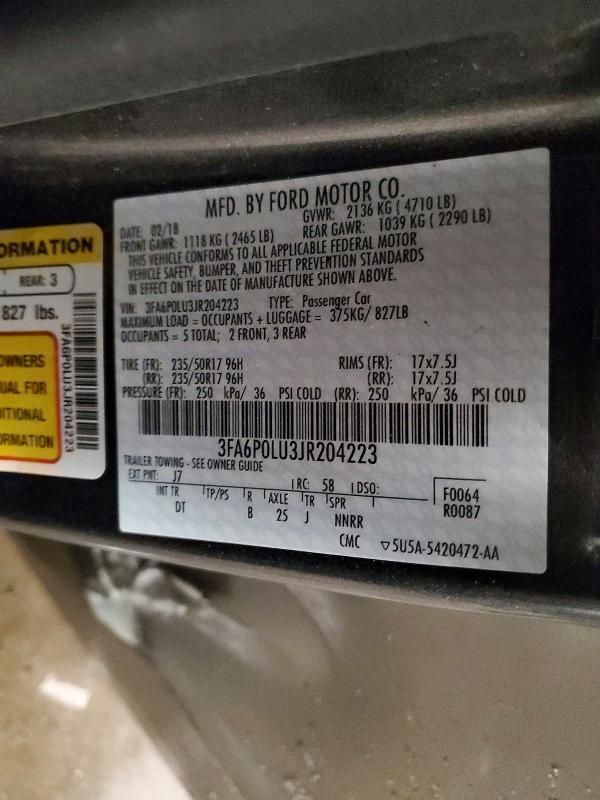 ORMATION
REAR: 3
827 lbs.
OWNERS
UAL FOR
ITIONAL
ORMATION
3FA6P0LU3JR204223
MFD. BY FORD MOTOR CO.
DATE: 02/18 GVWR: 2136 KG ( 4710 LB)
FRONT GAWR: 1118 KG ( 2465 LB) REAR GAWR: 1039 KG ( 2290 LB)
THIS VEHICLE CONFORMS TO ALL APPLICABLE FEDERAL MOTOR
VEHICLE SAFETY, BUMPER, AND THEFT PREVENTION STANDARDS
IN EFFECT ON THE DATE OF MANUFACTURE SHOWN ABOVE.
VIN: 3FA6P0LU3JR204223 TYPE: Passenger Car
MAXIMUM LOAD = OCCUPANTS + LUGGAGE = 375KG/ 827LB
OCCUPANTS = 5 TOTAL; 2 FRONT, 3 REAR
TIRE (FR): 235/50R17 96H RIMS (FR): 17x7.5J
(RR): 235/50R17 96H (RR): 17x7.5J
PRESSURE (FR): 250 kPa/ 36 PSI COLD (RR): 250 kPa/ 36 PSI COLD
3FA6P0LU3JR204223
TRAILER TOWING - SEE OWNER GUIDE
EXT PNT: J7 RC: 58 DSO: F0064
INT TR TP/PS R AXLE TR SPR R0087
DT B 25 J NNRR
CMC ▽5U5A-5420472-AA